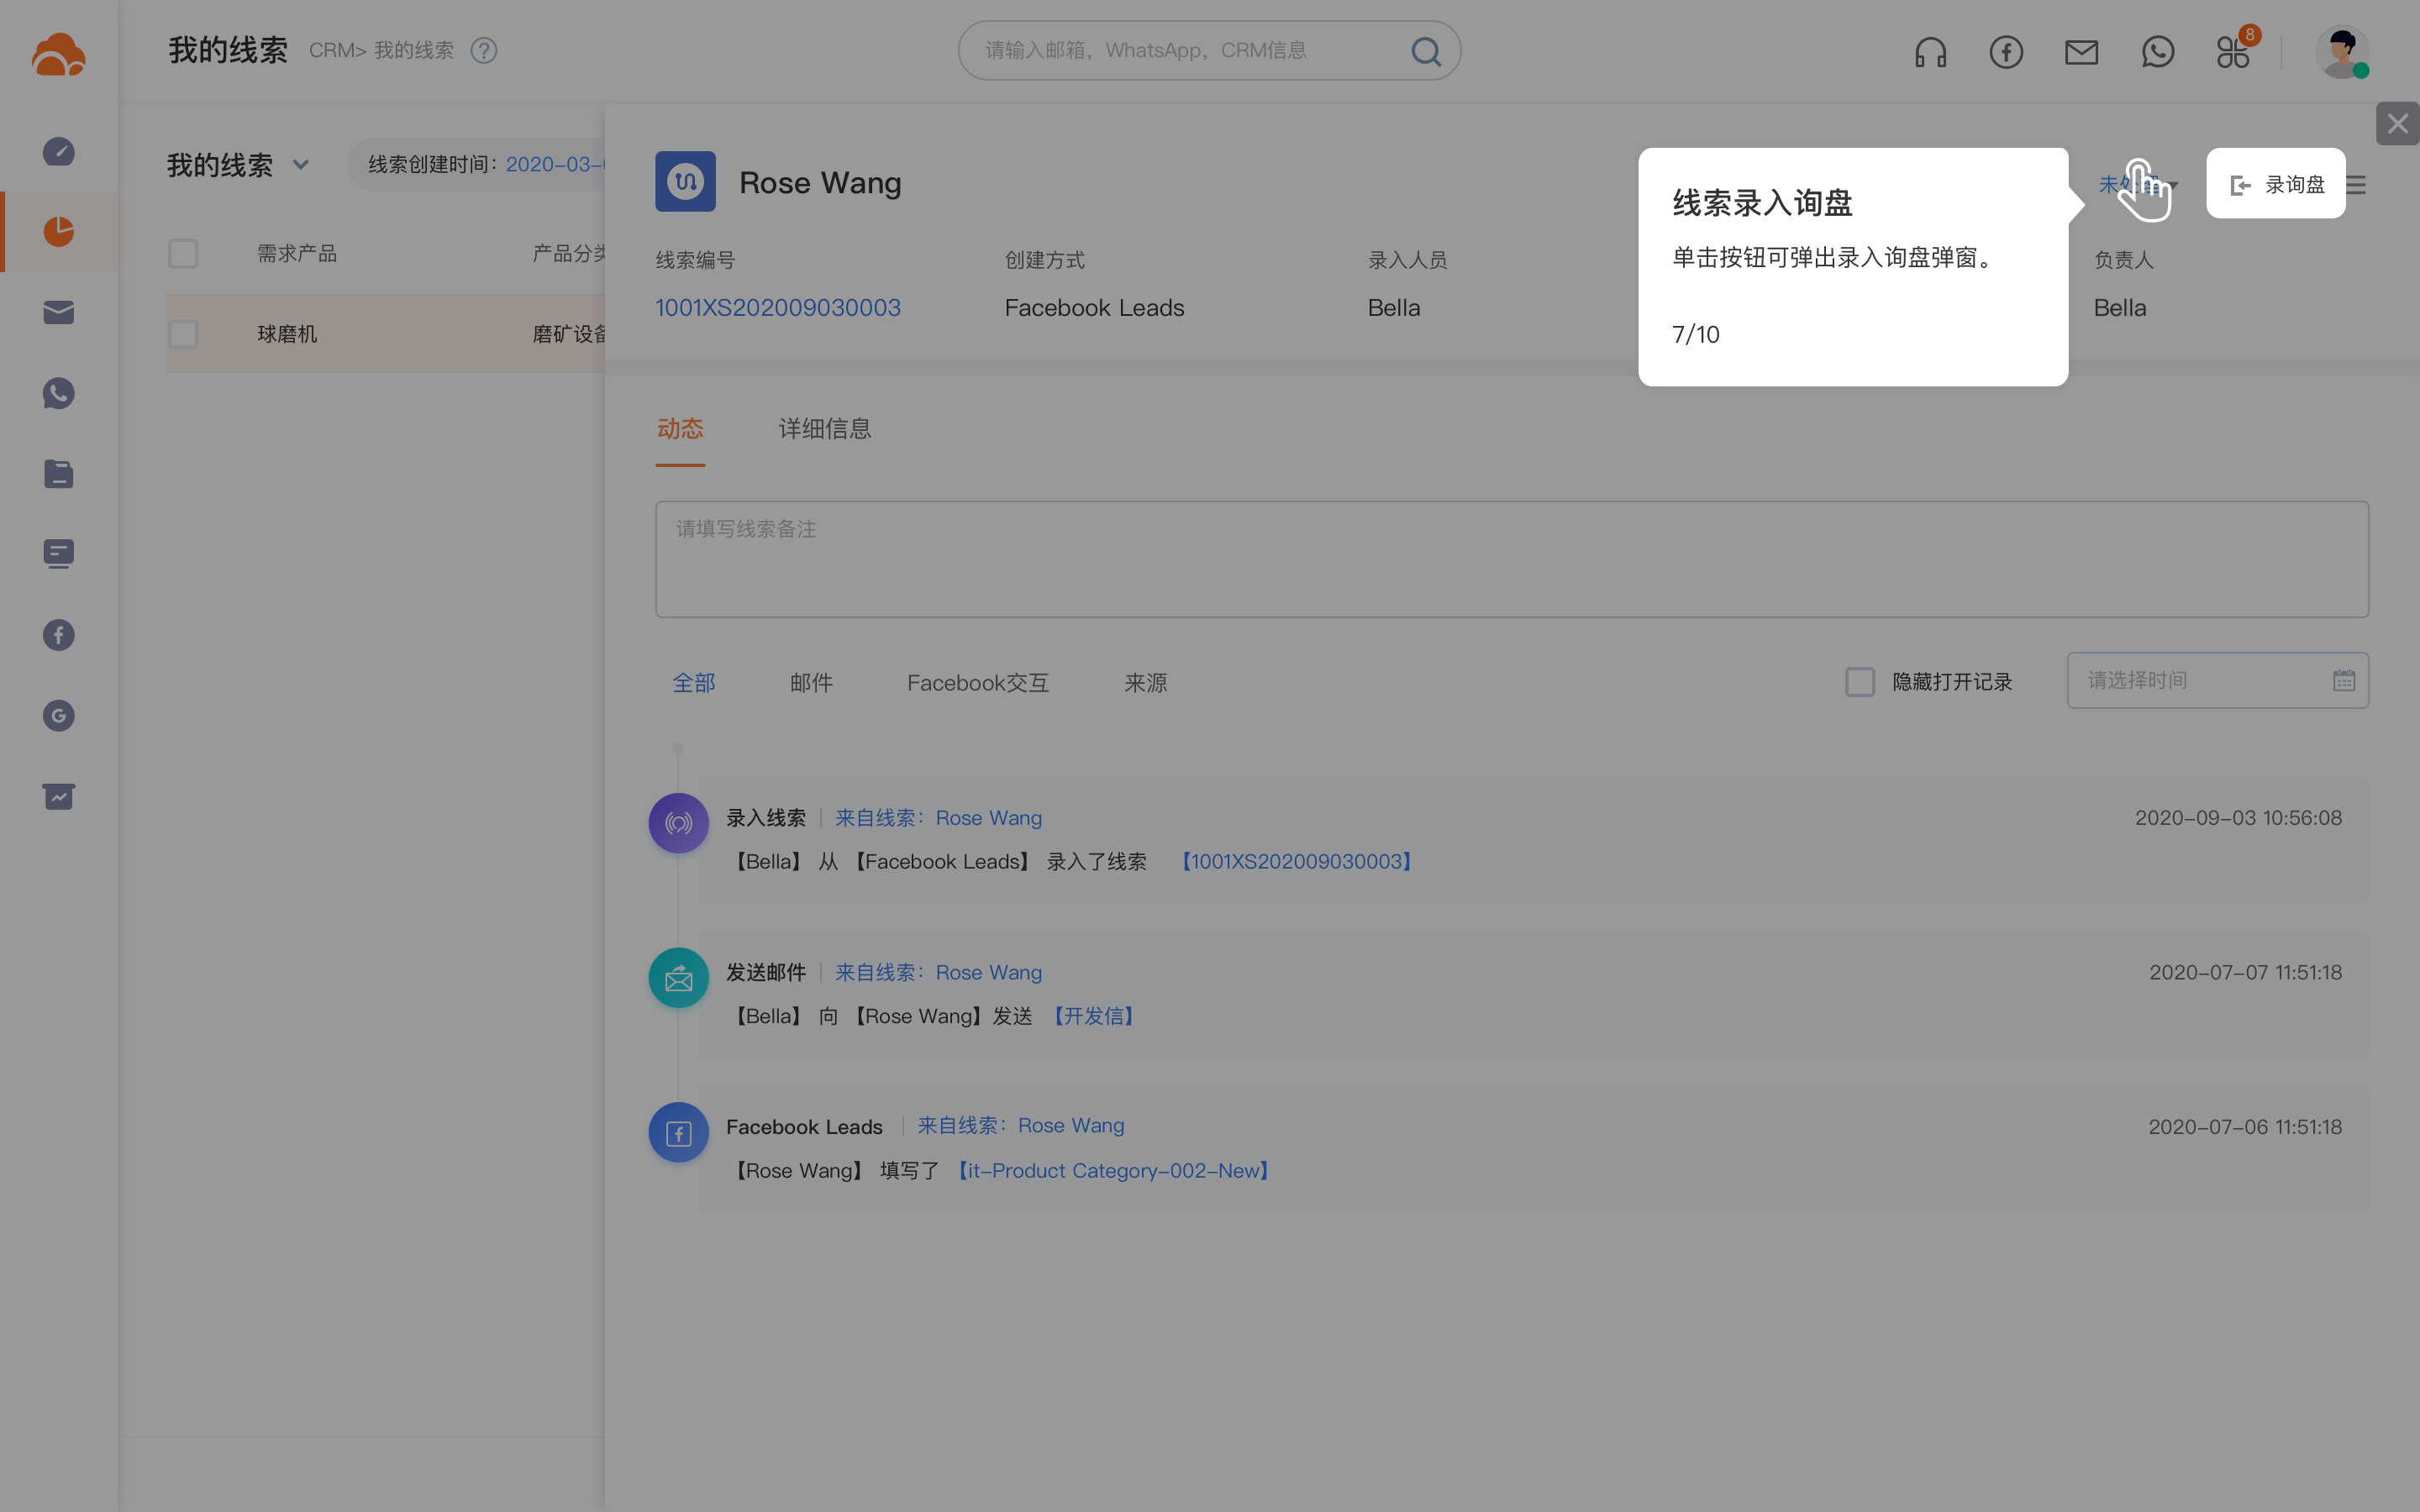 我的线索 CRM> 我的线索 ?
请输入邮箱，WhatsApp，CRM信息
8
我的线索
线索创建时间：2020-03-
需求产品
产品分类
球磨机
磨矿设备
Rose Wang
录询盘
线索录入询盘
单击按钮可弹出录入询盘弹窗。
7/10
线索编号
创建方式
录入人员
负责人
1001XS202009030003
Facebook Leads
Bella
Bella
动态
详细信息
请填写线索备注
全部
邮件
Facebook交互
来源
隐藏打开记录
请选择时间
录入线索 | 来自线索：Rose Wang
2020-09-03 10:56:08
【Bella】 从 【Facebook Leads】 录入了线索 【1001XS202009030003】
发送邮件 | 来自线索：Rose Wang
2020-07-07 11:51:18
【Bella】 向 【Rose Wang】发送 【开发信】
Facebook Leads | 来自线索：Rose Wang
2020-07-06 11:51:18
【Rose Wang】 填写了 【it-Product Category-002-New】